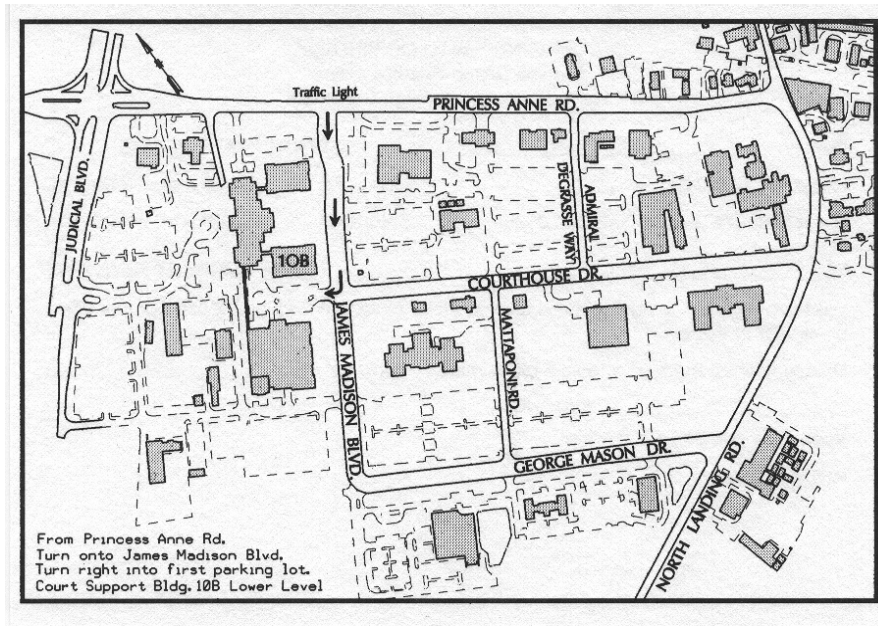 Traffic Light
PRINCESS ANNE RD.
JUDICIAL BLVD.
DEGRASSE WAY
ADMIRAL
10B
COURTHOUSE DR.
JAMES MADISON BLVD.
MATTAPONNI RD.
GEORGE MASON DR.
NORTH LANDING RD.
From Princess Anne Rd.
Turn onto James Madison Blvd.
Turn right into first parking lot.
Court Support Bldg. 10B Lower Level